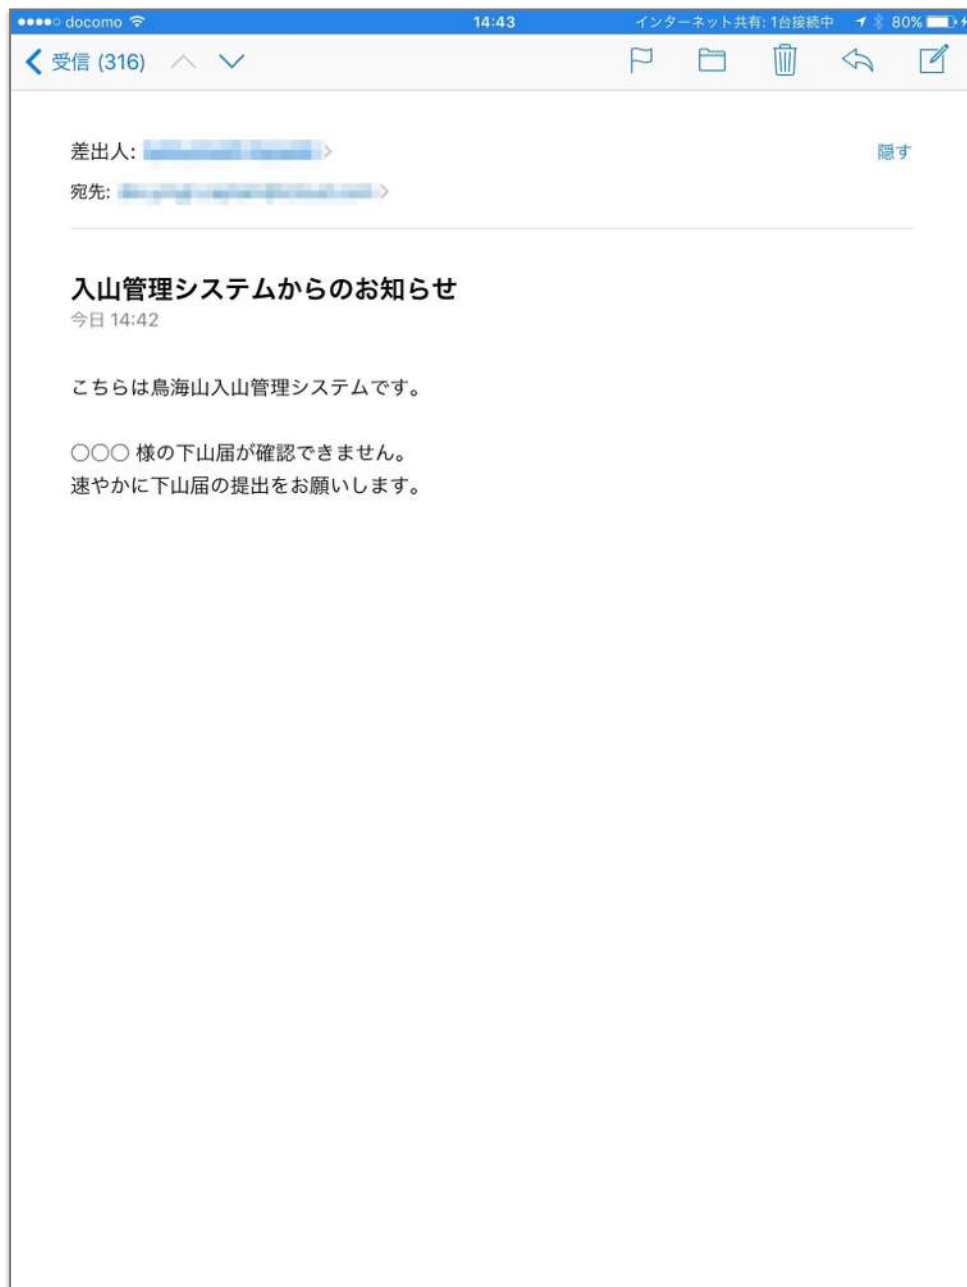 docomo 14:43 インターネット共有: 1台接続中 80%
受信 (316)
差出人: 隠す
宛先:
入山管理システムからのお知らせ
今日 14:42
こちらは鳥海山入山管理システムです。
○○○ 様の下山届が確認できません。
速やかに下山届の提出をお願いします。